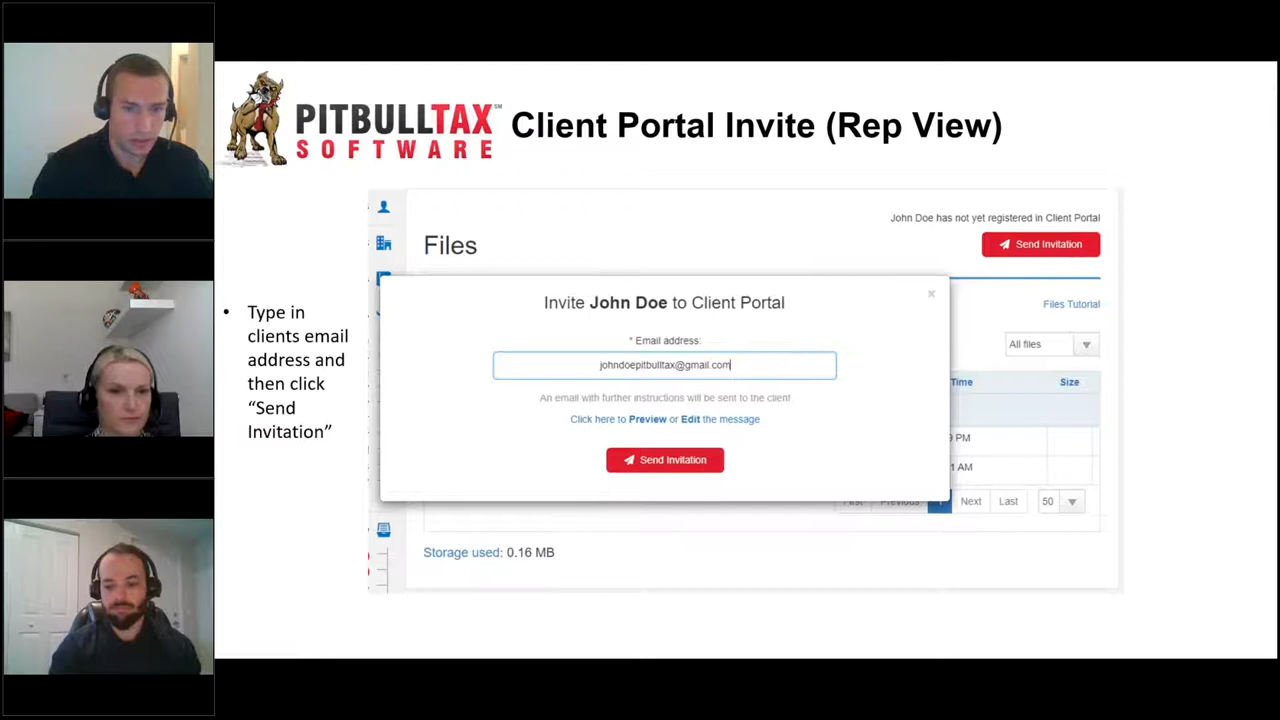 PITBULLTAX SM
SOFTWARE
Client Portal Invite (Rep View)
• Type in
clients email
address and
then click
“Send
Invitation”
John Doe has not yet registered in Client Portal
Files
Send Invitation
Files Tutorial
All files
Time
Size
PM
1 AM
Invite John Doe to Client Portal
×
* Email address:
johndoepitbulltax@gmail.com
An email with further instructions will be sent to the client
Click here to Preview or Edit the message
Send Invitation
First Previous Next Last 50
Storage used: 0.16 MB